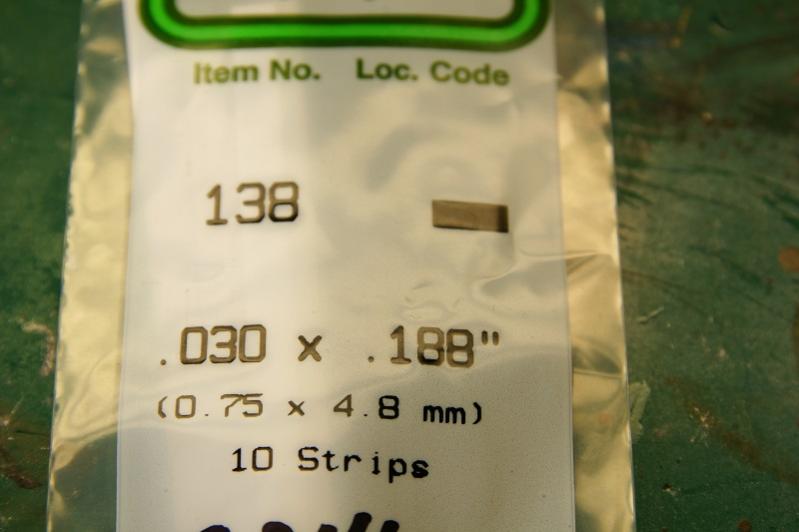 Item No. Loc. Code
138
.030 x .188"
(0.75 x 4.8 mm)
10 Strips